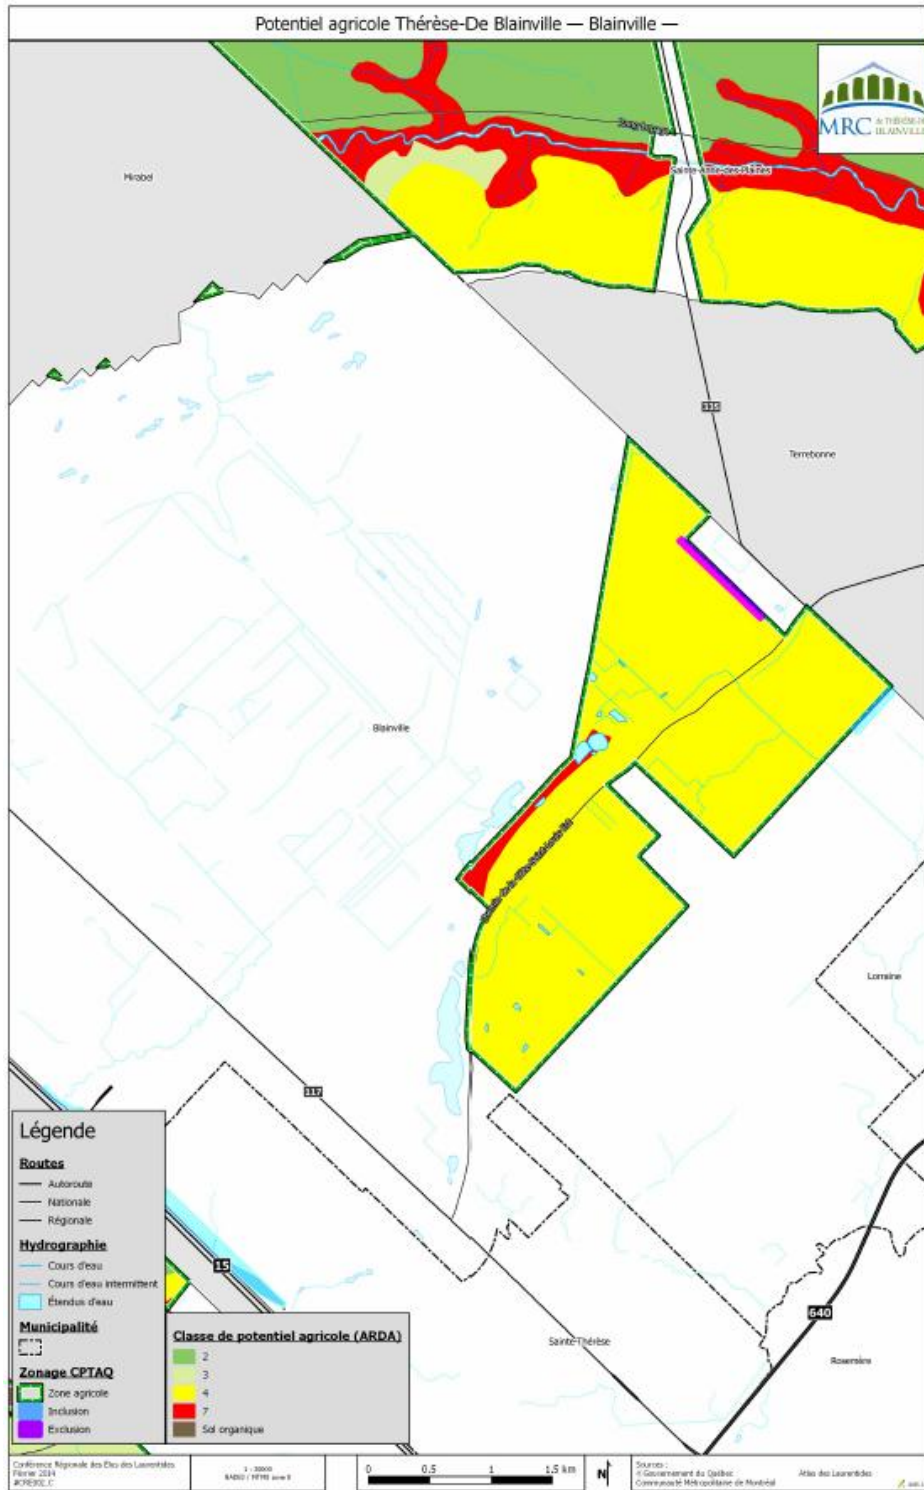 Potentiel agricole Thérèse-De Blainville — Blainville —
MRC
DE THÉRÈSE-DE
BLAINVILLE
Mirabel
Sainte-Anne-des-Plaines
335
Terrebonne
Blainville
Lorraine
117
15
640
Sainte-Thérèse
Rosemère
Légende
Routes
Autoroute
Nationale
Régionale
Hydrographie
Cours d'eau
Cours d'eau intermittent
Étendus d'eau
Municipalité
Zonage CPTAQ
Zone agricole
Inclusion
Exclusion
Classe de potentiel agricole (ARDA)
2
3
4
7
Sol organique
Conférence Régionale des Élus des Laurentides
Février 2014
0 0.5 1 1.5 km
N
Sources :
© Gouvernement du Québec
Communauté Métropolitaine de Montréal
Atlas des Laurentides